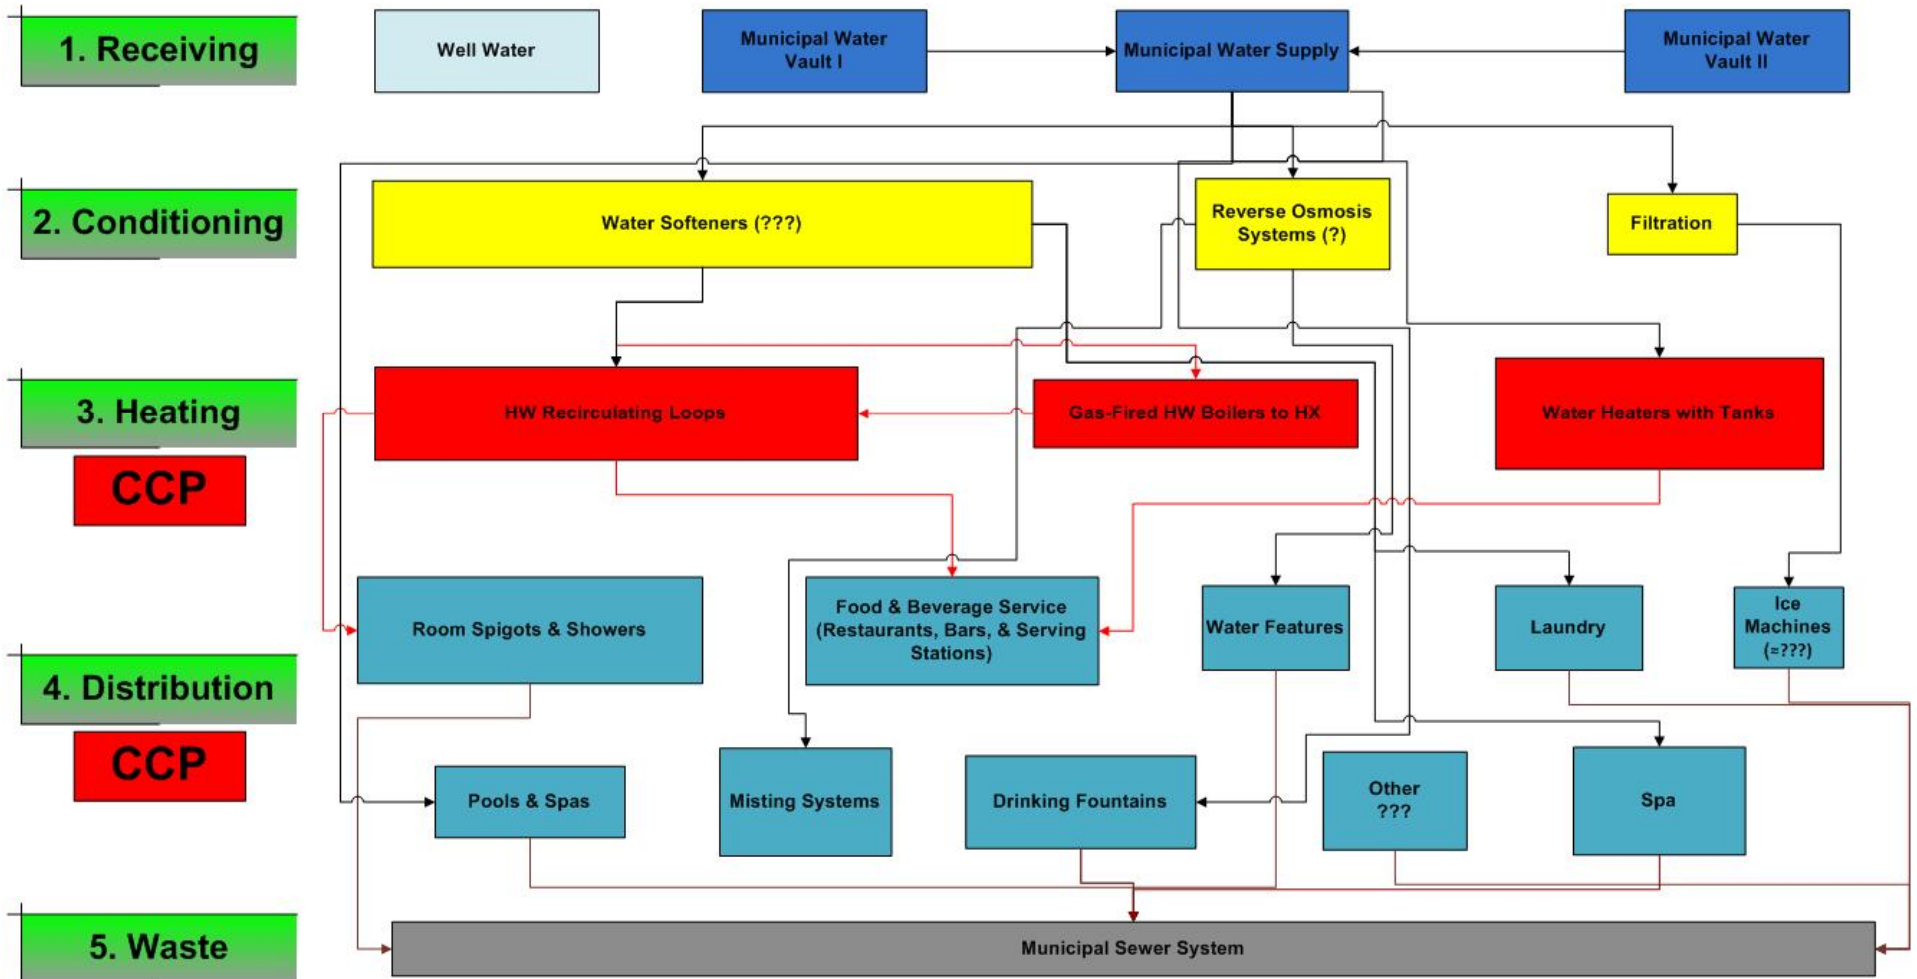 1. Receiving
Well Water
Municipal Water
Vault I
Municipal Water Supply
Municipal Water
Vault II
2. Conditioning
Water Softeners (???)
Reverse Osmosis
Systems (?)
Filtration
3. Heating
CCP
HW Recirculating Loops
Gas-Fired HW Boilers to HX
Water Heaters with Tanks
4. Distribution
CCP
Room Spigots & Showers
Food & Beverage Service
(Restaurants, Bars, & Serving
Stations)
Water Features
Laundry
Ice
Machines
(≈???)
Pools & Spas
Misting Systems
Drinking Fountains
Other
???
Spa
5. Waste
Municipal Sewer System